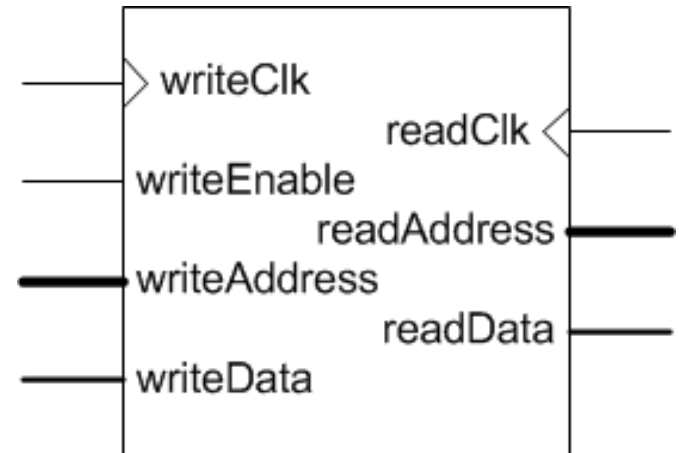 writeClk
readClk
writeEnable
readAddress
writeAddress
readData
writeData